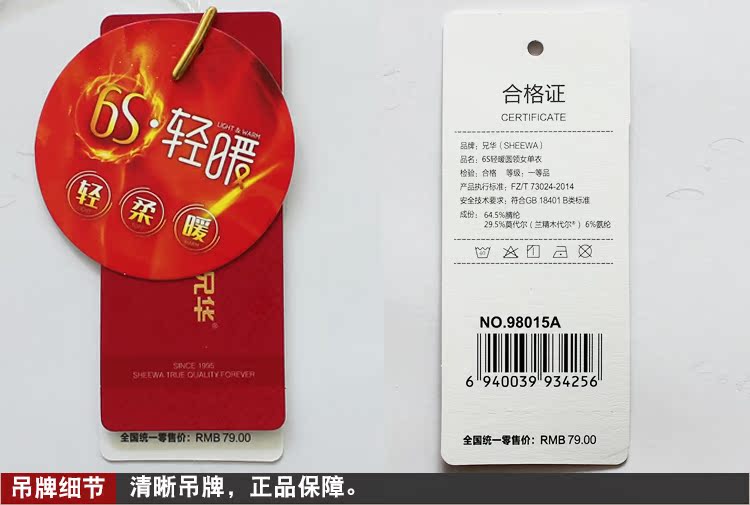 6S·轻暖
LIGHT & WARM
轻
柔
暖
兄华®
SINCE 1995
SHEEWA TRUE QUALITY FOREVER
全国统一零售价：RMB 79.00
合格证
CERTIFICATE
品牌：兄华（SHEEWA）
品名：6S轻暖圆领女单衣
检验：合格 等级：一等品
产品执行标准：FZ/T 73024-2014
安全技术要求：符合GB 18401 B类标准
成份：64.5%腈纶
29.5%莫代尔（兰精木代尔®）6%氨纶
NO.98015A
6 940039 934256
全国统一零售价：RMB 79.00
吊牌细节 清晰吊牌，正品保障。